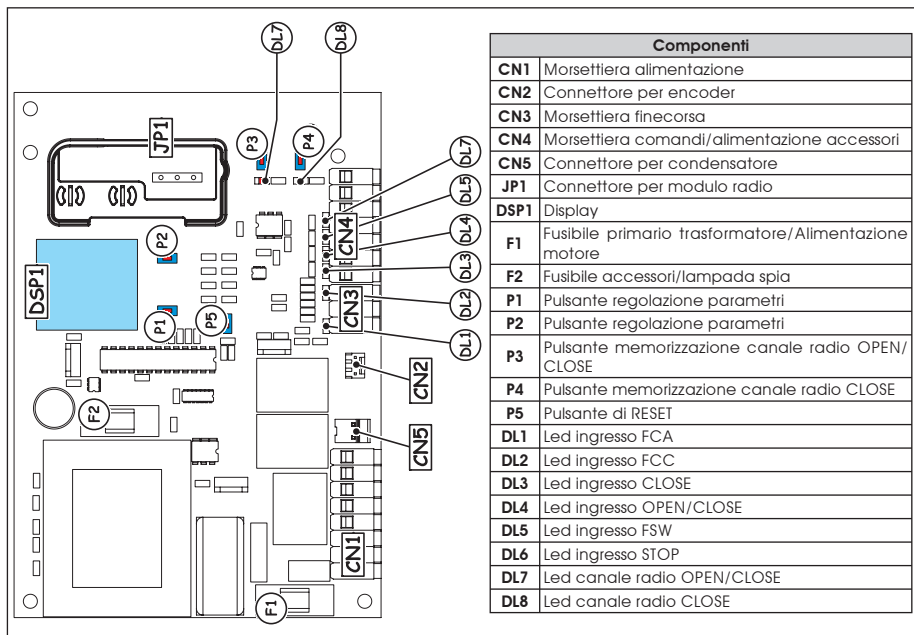 DL7
DL8
JP1
P3
P4
DL7
DL5
CN4
DL4
P2
DL3
DSP1
CN3
DL2
P1
P5
DL1
CN2
F2
CN5
CN1
F1
Componenti
CN1 Morsettiera alimentazione
CN2 Connettore per encoder
CN3 Morsettiera finecorsa
CN4 Morsettiera comandi/alimentazione accessori
CN5 Connettore per condensatore
JP1 Connettore per modulo radio
DSP1 Display
F1 Fusibile primario trasformatore/Alimentazione
motore
F2 Fusibile accessori/lampada spia
P1 Pulsante regolazione parametri
P2 Pulsante regolazione parametri
P3 Pulsante memorizzazione canale radio OPEN/
CLOSE
P4 Pulsante memorizzazione canale radio CLOSE
P5 Pulsante di RESET
DL1 Led ingresso FCA
DL2 Led ingresso FCC
DL3 Led ingresso CLOSE
DL4 Led ingresso OPEN/CLOSE
DL5 Led ingresso FSW
DL6 Led ingresso STOP
DL7 Led canale radio OPEN/CLOSE
DL8 Led canale radio CLOSE